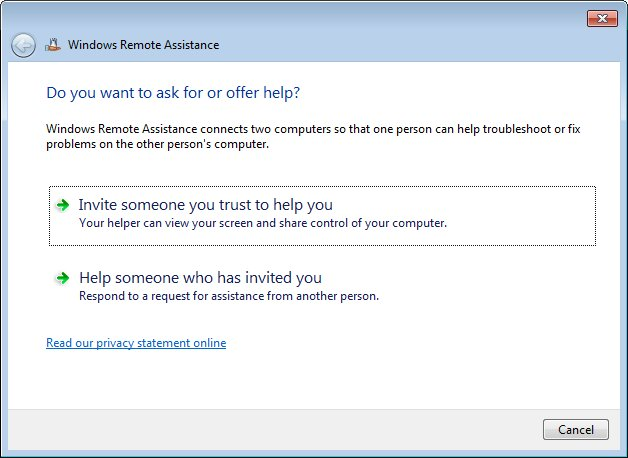 Windows Remote Assistance
Do you want to ask for or offer help?
Windows Remote Assistance connects two computers so that one person can help troubleshoot or fix
problems on the other person's computer.
Invite someone you trust to help you
Your helper can view your screen and share control of your computer.
Help someone who has invited you
Respond to a request for assistance from another person.
Read our privacy statement online
Cancel